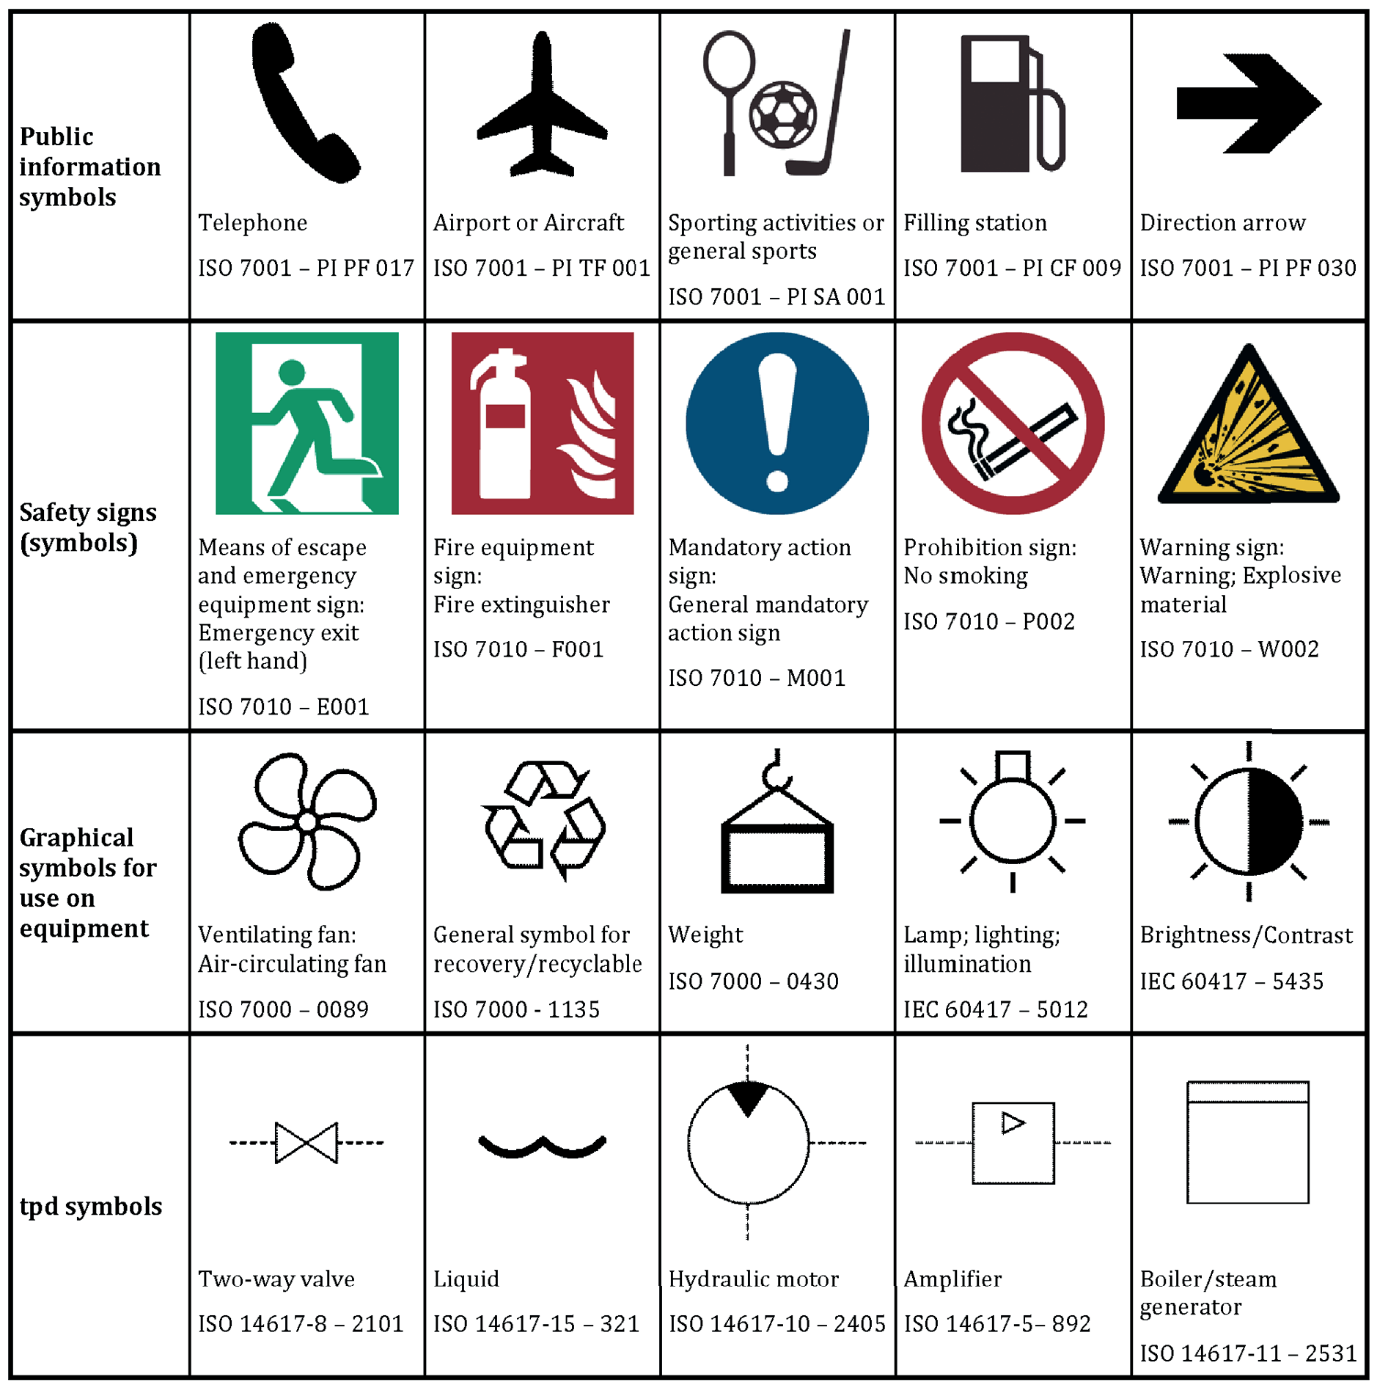 Public
information
symbols
Telephone
ISO 7001 – PI PF 017
Airport or Aircraft
ISO 7001 – PI TF 001
Sporting activities or
general sports
ISO 7001 – PI SA 001
Filling station
ISO 7001 – PI CF 009
Direction arrow
ISO 7001 – PI PF 030
Safety signs
(symbols)
Means of escape
and emergency
equipment sign:
Emergency exit
(left hand)
ISO 7010 – E001
Fire equipment
sign:
Fire extinguisher
ISO 7010 – F001
Mandatory action
sign:
General mandatory
action sign
ISO 7010 – M001
Prohibition sign:
No smoking
ISO 7010 – P002
Warning sign:
Warning; Explosive
material
ISO 7010 – W002
Graphical
symbols for
use on
equipment
Ventilating fan:
Air-circulating fan
ISO 7000 – 0089
General symbol for
recovery/recyclable
ISO 7000 - 1135
Weight
ISO 7000 – 0430
Lamp; lighting;
illumination
IEC 60417 – 5012
Brightness/Contrast
IEC 60417 – 5435
tpd symbols
Two-way valve
ISO 14617-8 – 2101
Liquid
ISO 14617-15 – 321
Hydraulic motor
ISO 14617-10 – 2405
Amplifier
ISO 14617-5– 892
Boiler/steam
generator
ISO 14617-11 – 2531